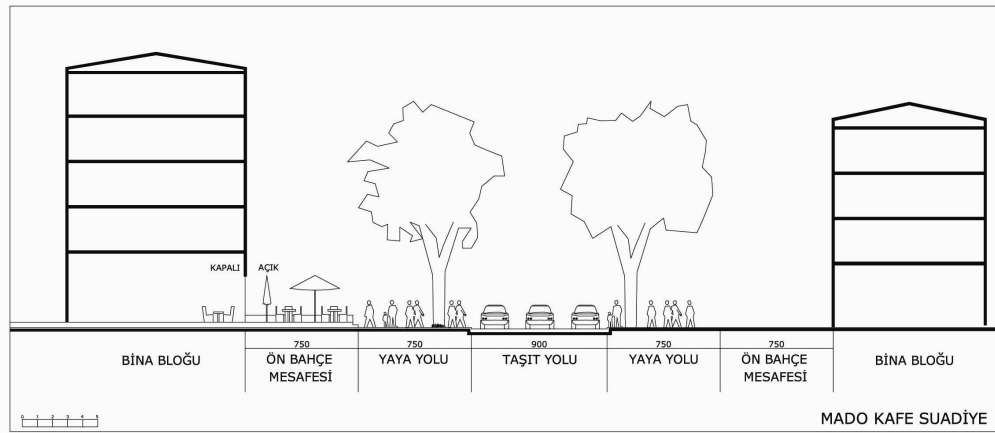 KAPALI AÇIK
750 750 900 750 750
BİNA BLOĞU ÖN BAHÇE MESAFESİ YAYA YOLU TAŞIT YOLU YAYA YOLU ÖN BAHÇE MESAFESİ BİNA BLOĞU
0 1 2 3 4 5
MADO KAFE SUADİYE